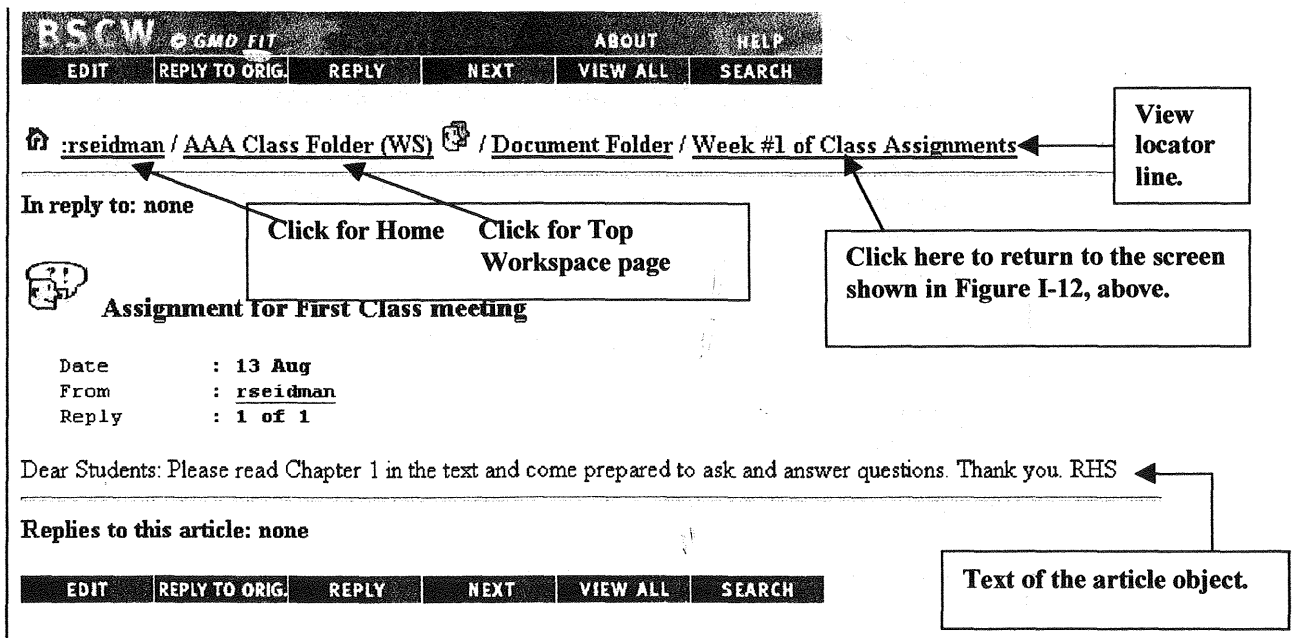 BSCW GMD FIT ABOUT HELP
EDIT REPLY TO ORIG. REPLY NEXT VIEW ALL SEARCH
:rseidman / AAA Class Folder (WS) / Document Folder / Week #1 of Class Assignments
View
locator
line.
In reply to: none
Click for Home Click for Top
Workspace page
Click here to return to the screen
shown in Figure I-12, above.
?!
Assignment for First Class meeting
Date : 13 Aug
From : rseidman
Reply : 1 of 1
Dear Students: Please read Chapter 1 in the text and come prepared to ask and answer questions. Thank you. RHS
Replies to this article: none
Text of the article object.
EDIT REPLY TO ORIG. REPLY NEXT VIEW ALL SEARCH